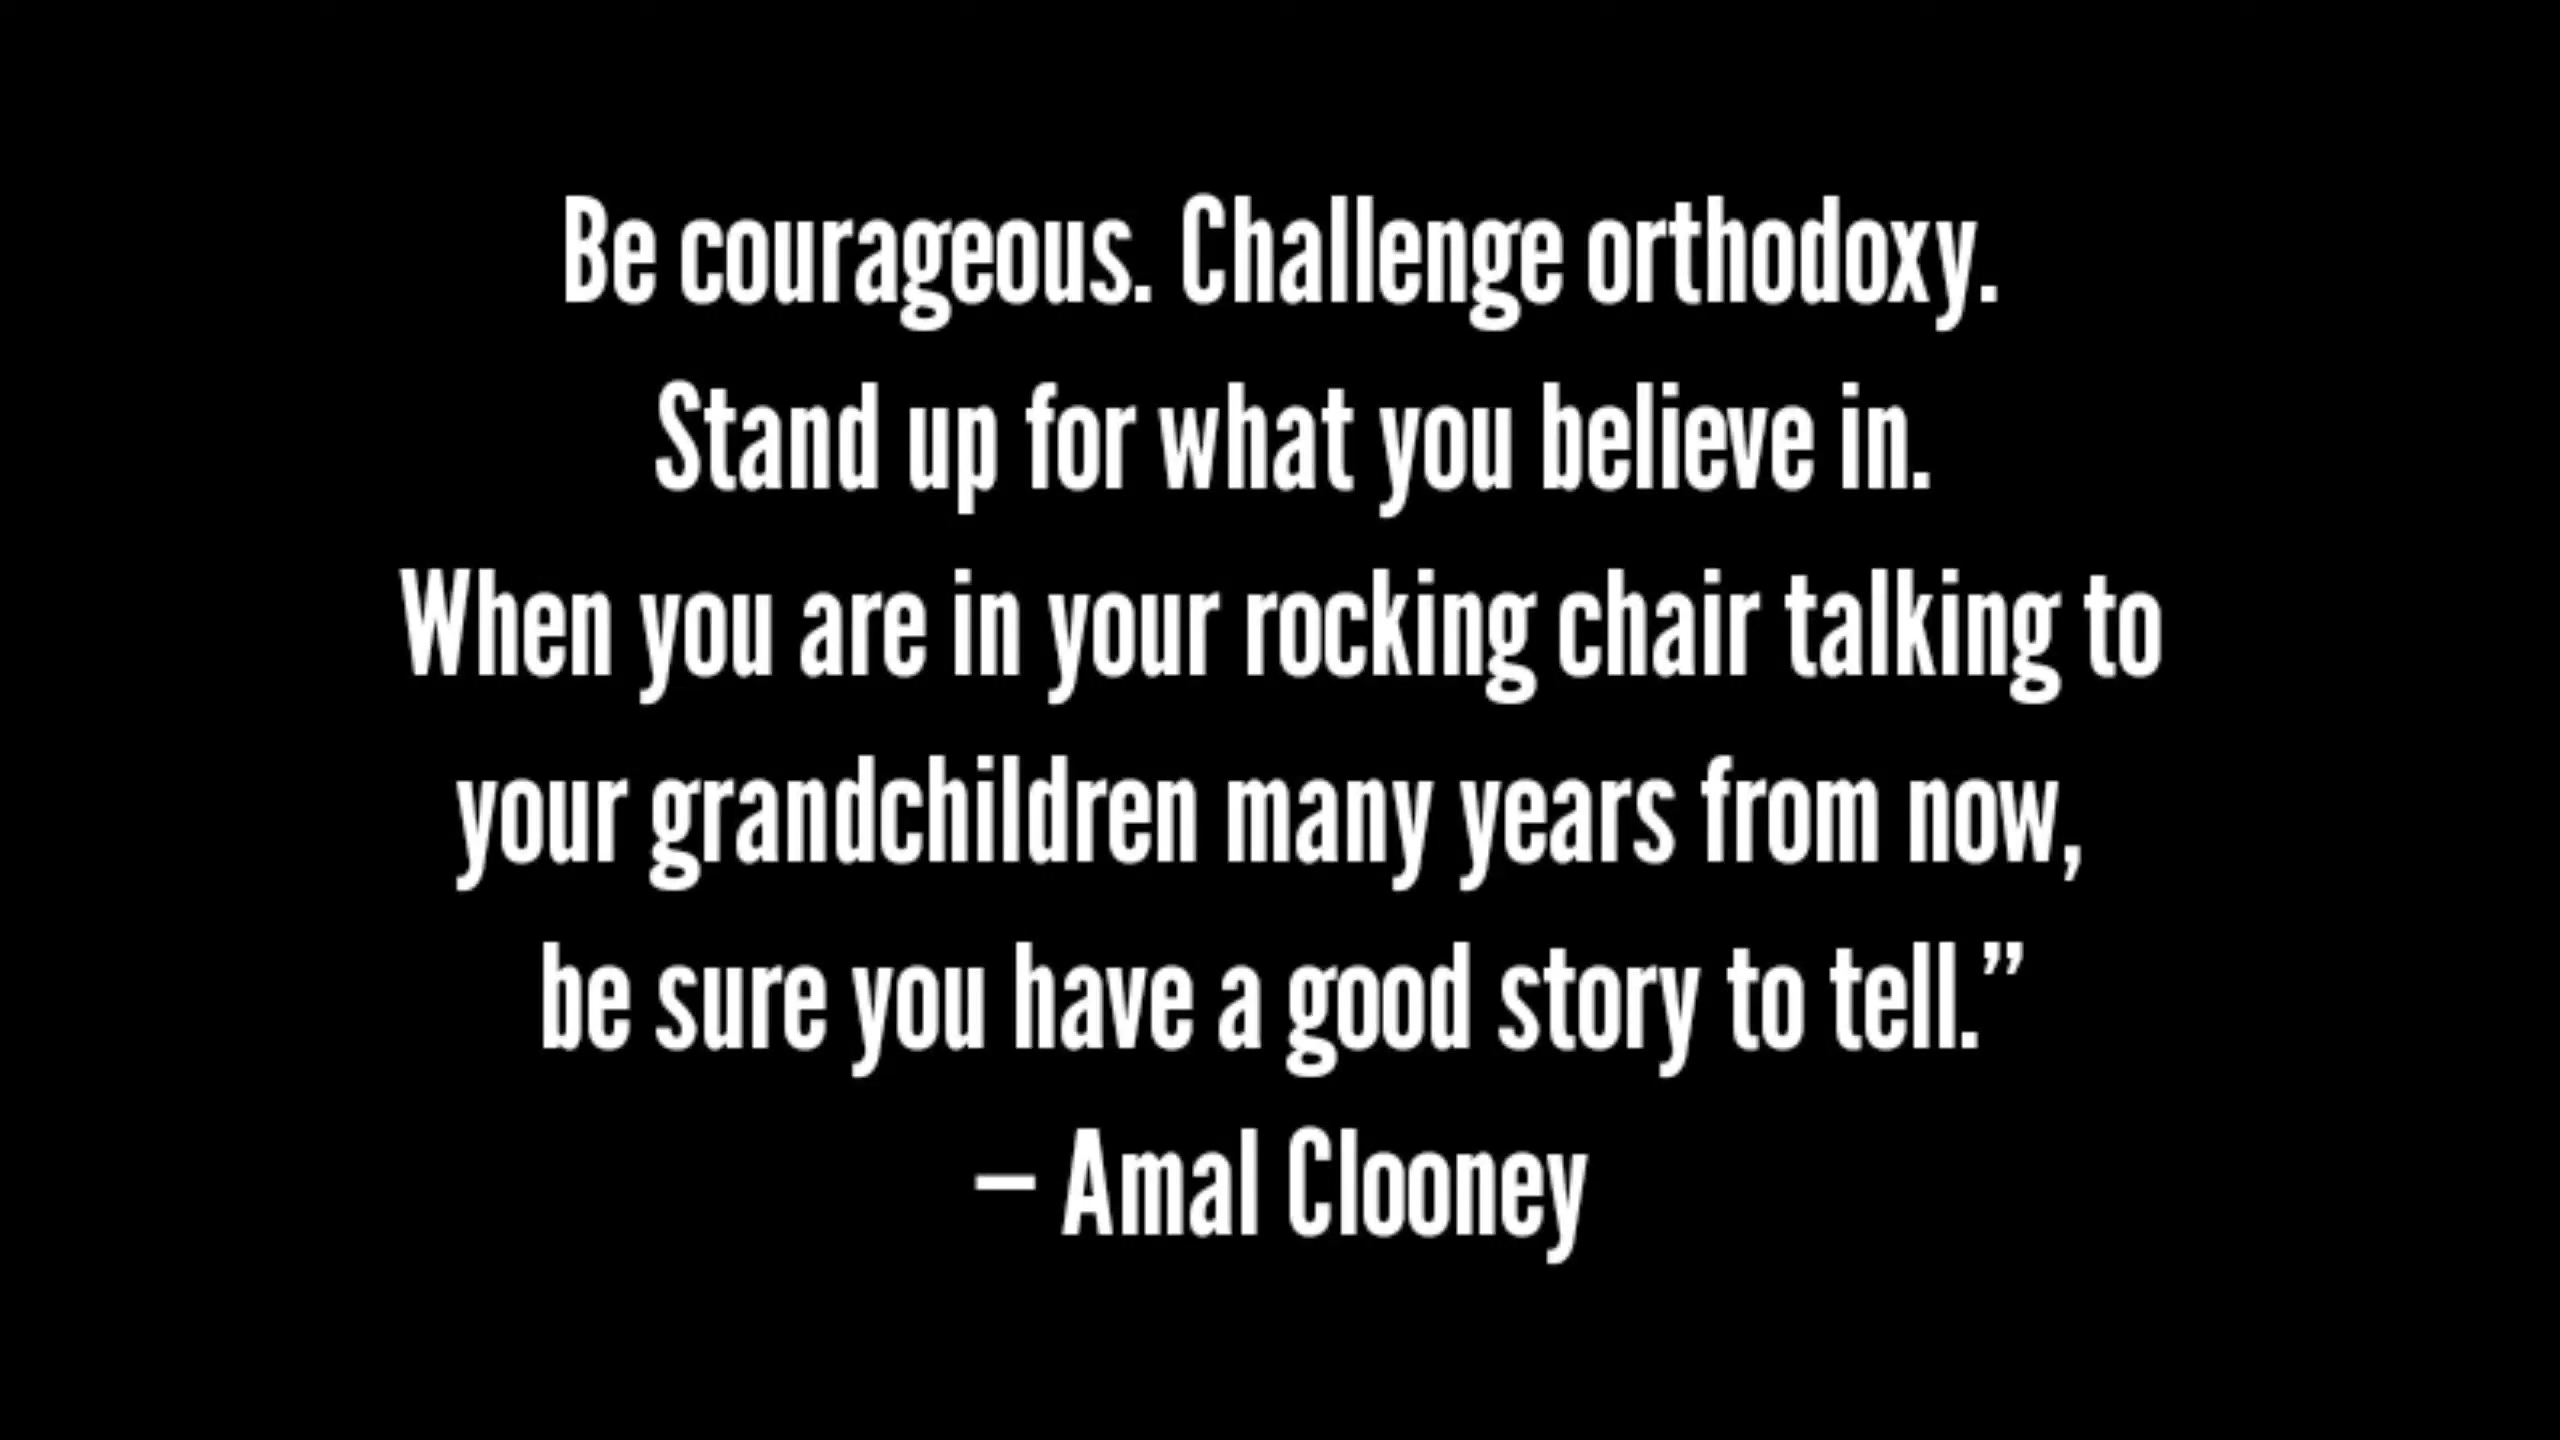 Be courageous. Challenge orthodoxy.
Stand up for what you believe in.
When you are in your rocking chair talking to
your grandchildren many years from now,
be sure you have a good story to tell.”
– Amal Clooney